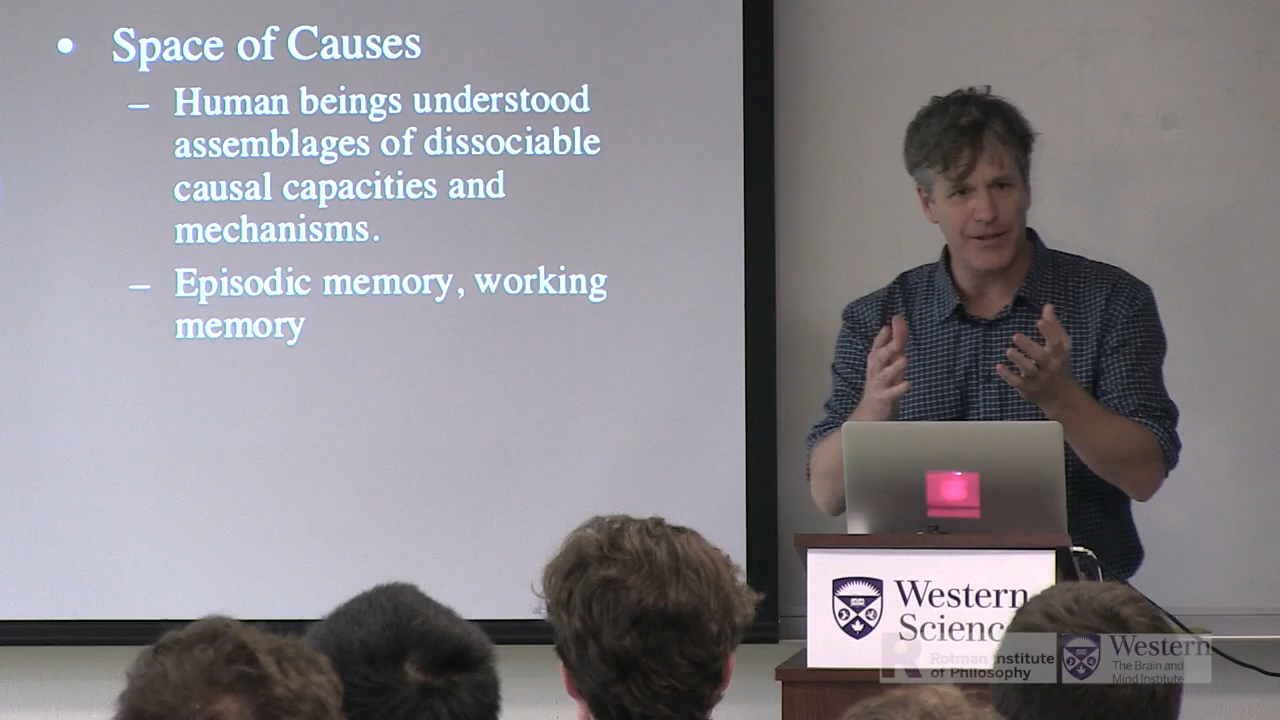 • Space of Causes
– Human beings understood
assemblages of dissociable
causal capacities and
mechanisms.
– Episodic memory, working
memory
Western
Science
Rotman Institute
of Philosophy
Western
The Brain and
Mind Institute